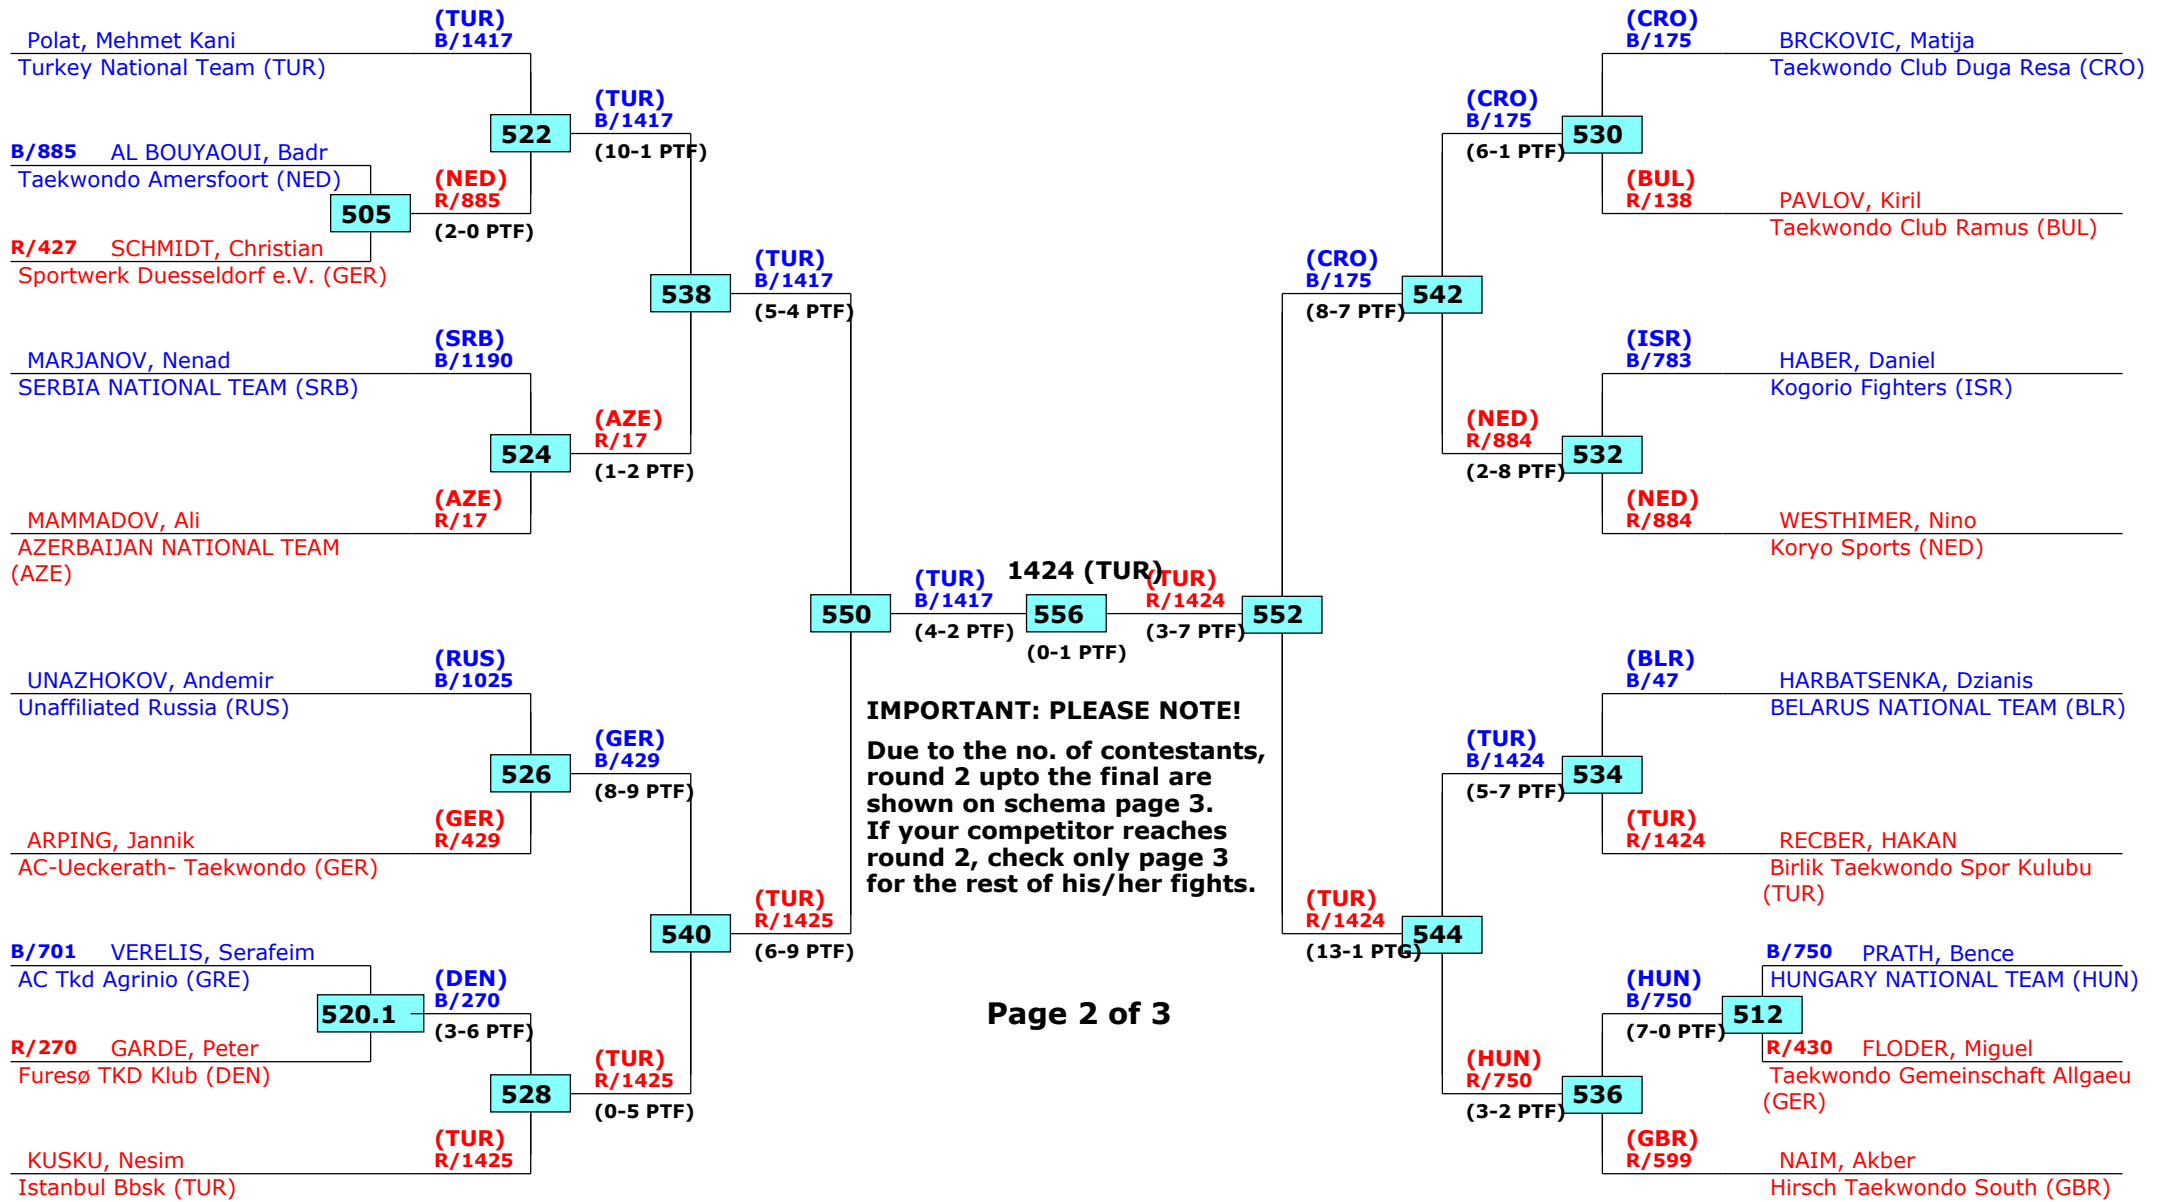 (TUR)
Polat, Mehmet Kani B/1417
Turkey National Team (TUR)
522
(TUR)
B/1417
(10-1 PTF)
B/885 AL BOUYAOUI, Badr
Taekwondo Amersfoort (NED)
505
(NED)
R/885
(2-0 PTF)
R/427 SCHMIDT, Christian
Sportwerk Duesseldorf e.V. (GER)
538
(TUR)
B/1417
(5-4 PTF)
(SRB)
MARJANOV, Nenad B/1190
SERBIA NATIONAL TEAM (SRB)
524
(AZE)
R/17
(1-2 PTF)
(AZE)
MAMMADOV, Ali R/17
AZERBAIJAN NATIONAL TEAM
(AZE)
550
(TUR)
B/1417
(4-2 PTF)
1424 (TUR)
556
(0-1 PTF)
(TUR)
R/1424
(3-7 PTF)
552
(RUS)
UNAZHOKOV, Andemir B/1025
Unaffiliated Russia (RUS)
526
(GER)
B/429
(8-9 PTF)
(GER)
ARPING, Jannik R/429
AC-Ueckerath- Taekwondo (GER)
540
(TUR)
R/1425
(6-9 PTF)
B/701 VERELIS, Serafeim
AC Tkd Agrinio (GRE)
520.1
(DEN)
B/270
(3-6 PTF)
R/270 GARDE, Peter
Furesø TKD Klub (DEN)
528
(TUR)
R/1425
(0-5 PTF)
(TUR)
KUSKU, Nesim R/1425
Istanbul Bbsk (TUR)
IMPORTANT: PLEASE NOTE!
Due to the no. of contestants,
round 2 upto the final are
shown on schema page 3.
If your competitor reaches
round 2, check only page 3
for the rest of his/her fights.
Page 2 of 3
(CRO)
B/175 BRCKOVIC, Matija
Taekwondo Club Duga Resa (CRO)
(CRO)
B/175
(6-1 PTF)
530
(BUL)
R/138 PAVLOV, Kiril
Taekwondo Club Ramus (BUL)
(CRO)
B/175
(8-7 PTF)
542
(ISR)
B/783 HABER, Daniel
Kogorio Fighters (ISR)
(NED)
R/884
(2-8 PTF)
532
(NED)
R/884 WESTHIMER, Nino
Koryo Sports (NED)
(BLR)
B/47 HARBATSENKA, Dzianis
BELARUS NATIONAL TEAM (BLR)
(TUR)
B/1424
(5-7 PTF)
534
(TUR)
R/1424 RECBER, HAKAN
Birlik Taekwondo Spor Kulubu
(TUR)
(TUR)
R/1424
(13-1 PTG)
544
B/750 PRATH, Bence
HUNGARY NATIONAL TEAM (HUN)
(HUN)
B/750
(7-0 PTF)
512
R/430 FLODER, Miguel
Taekwondo Gemeinschaft Allgaeu
(GER)
(HUN)
R/750
(3-2 PTF)
536
(GBR)
R/599 NAIM, Akber
Hirsch Taekwondo South (GBR)